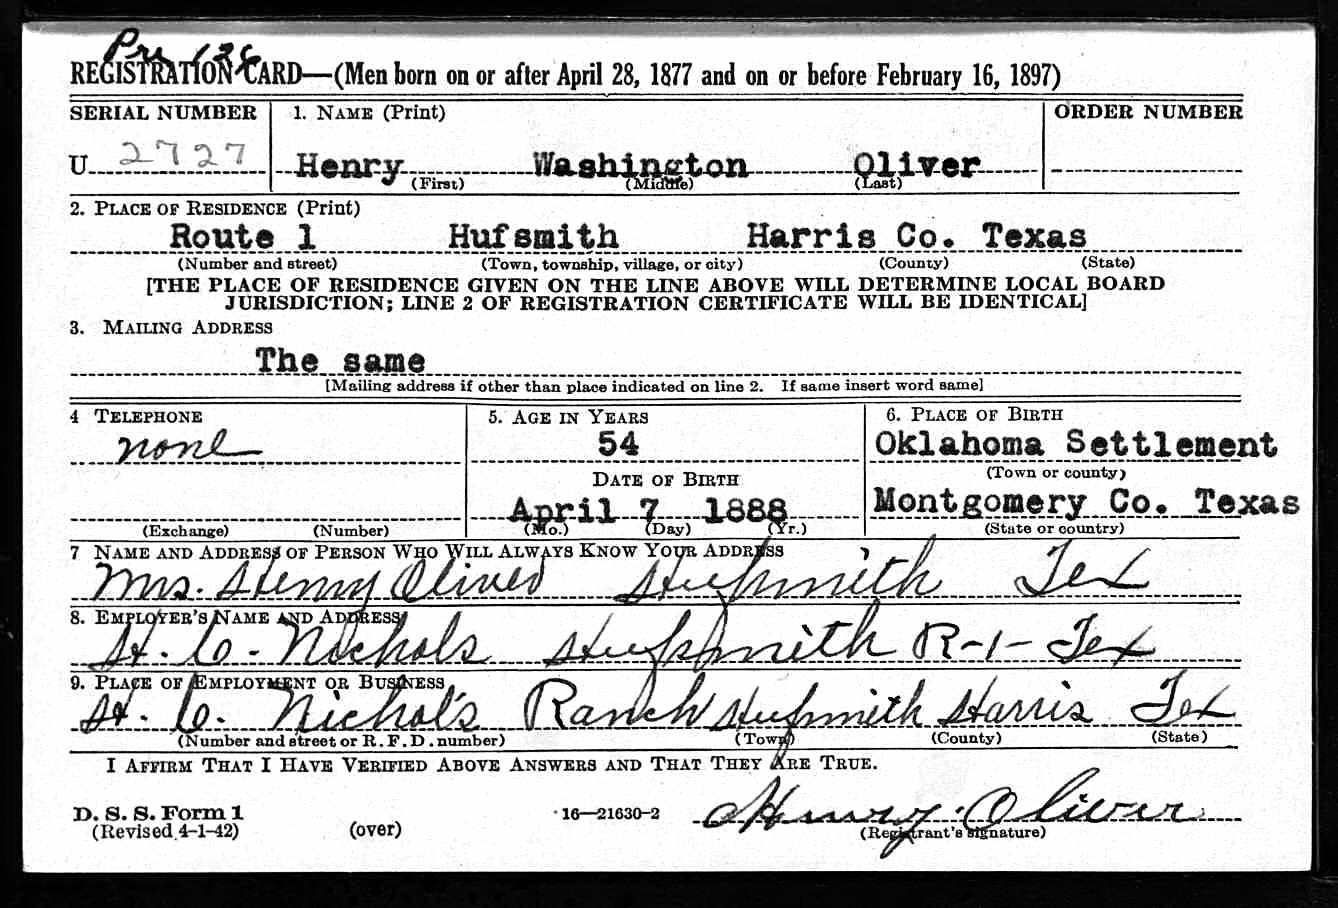 Pre 128
REGISTRATION CARD—(Men born on or after April 28, 1877 and on or before February 16, 1897)
SERIAL NUMBER 1. NAME (Print) ORDER NUMBER
U 2727 Henry Washington Oliver
(First) (Middle) (Last)
2. PLACE OF RESIDENCE (Print)
Route 1 Hufsmith Harris Co. Texas
(Number and street) (Town, township, village, or city) (County) (State)
[THE PLACE OF RESIDENCE GIVEN ON THE LINE ABOVE WILL DETERMINE LOCAL BOARD
JURISDICTION; LINE 2 OF REGISTRATION CERTIFICATE WILL BE IDENTICAL]
3. MAILING ADDRESS
The same
[Mailing address if other than place indicated on line 2. If same insert word same]
4 TELEPHONE 5. AGE IN YEARS 6. PLACE OF BIRTH
none 54 Oklahoma Settlement
DATE OF BIRTH (Town or county)
April 7 1888 Montgomery Co. Texas
(Exchange) (Number) (Mo.) (Day) (Yr.) (State or country)
7 NAME AND ADDRESS OF PERSON WHO WILL ALWAYS KNOW YOUR ADDRESS
Mrs. Henry Oliver Hufsmith, Tex
8. EMPLOYER'S NAME AND ADDRESS
H. C. Nichols Hufsmith R-1- Tex
9. PLACE OF EMPLOYMENT OR BUSINESS
H. C. Nichol's Ranch Hufsmith Harris Tex
(Number and street or R. F. D. number) (Town) (County) (State)
I AFFIRM THAT I HAVE VERIFIED ABOVE ANSWERS AND THAT THEY ARE TRUE.
D. S. S. Form 1
(Revised 4-1-42) (over) 16—21630-2 Henry Oliver
(Registrant's signature)